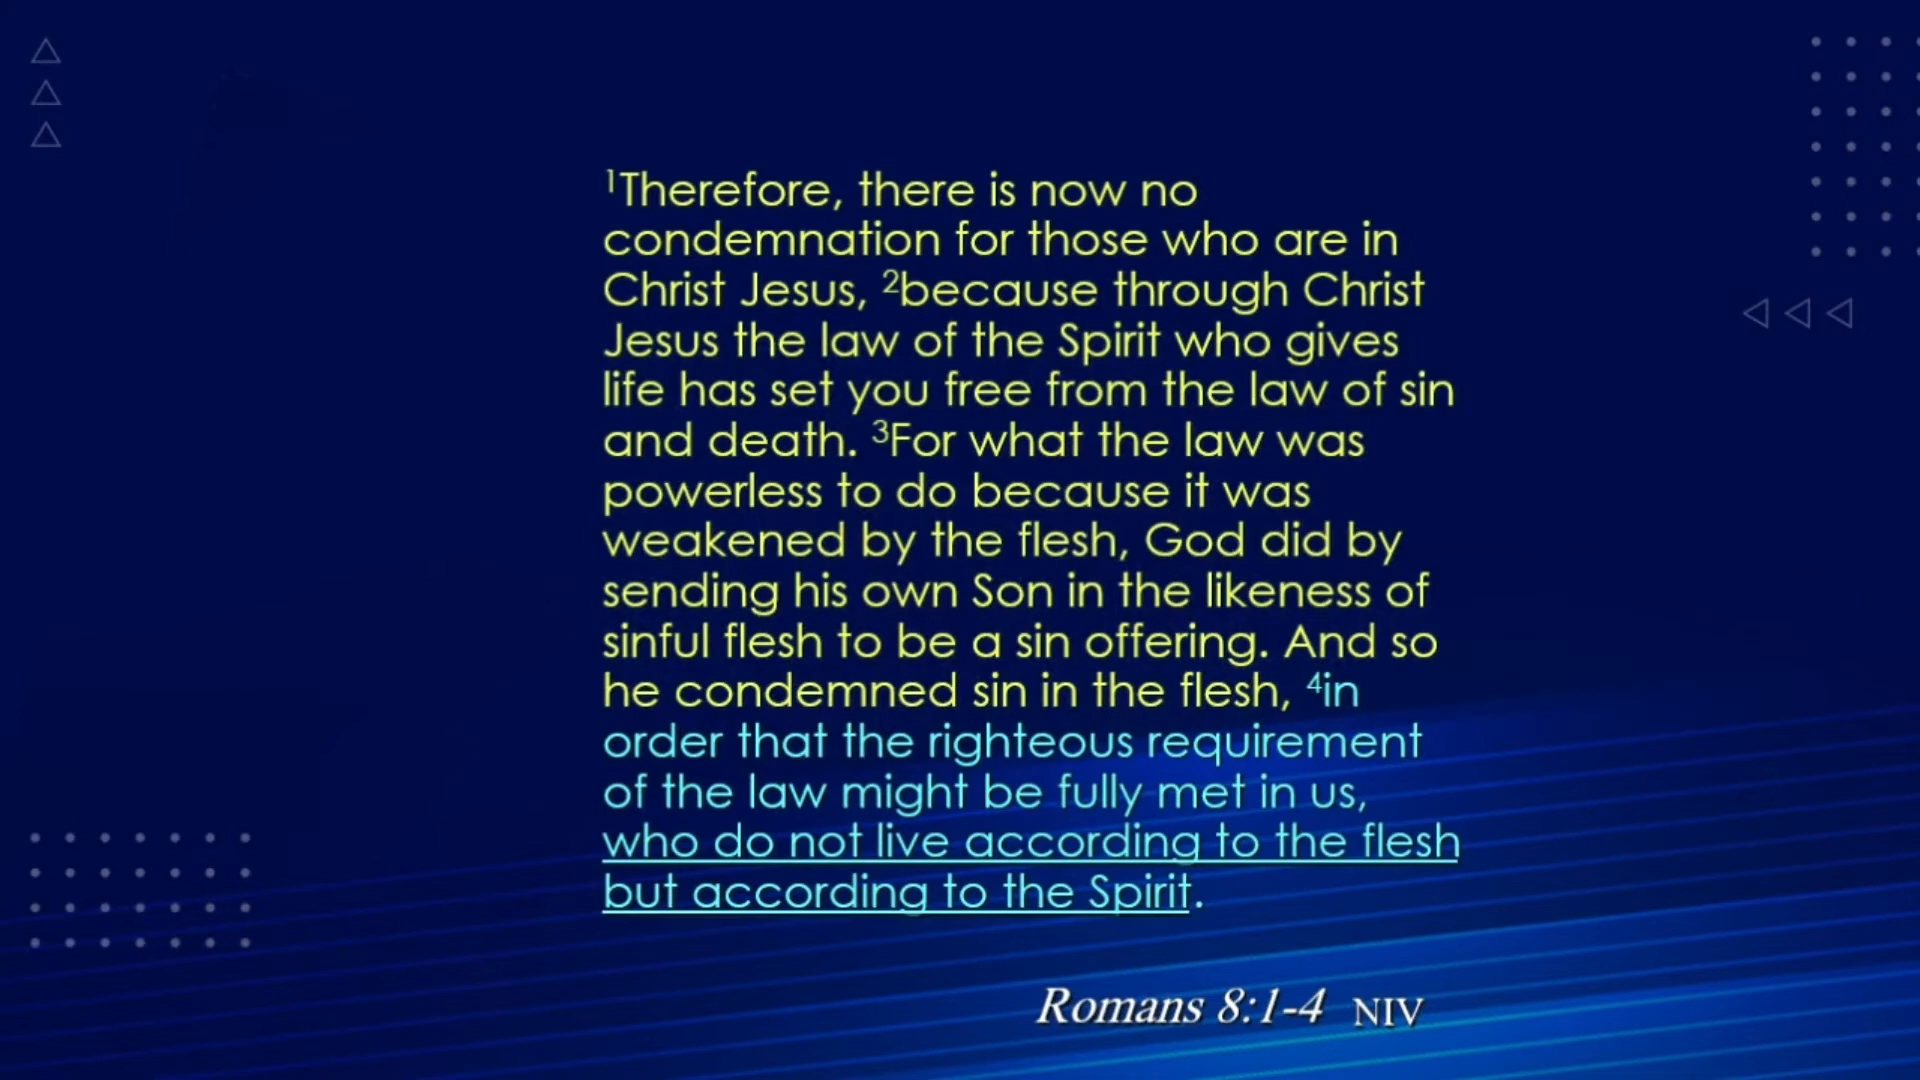 ¹Therefore, there is now no
condemnation for those who are in
Christ Jesus, ²because through Christ
Jesus the law of the Spirit who gives
life has set you free from the law of sin
and death. ³For what the law was
powerless to do because it was
weakened by the flesh, God did by
sending his own Son in the likeness of
sinful flesh to be a sin offering. And so
he condemned sin in the flesh, ⁴in
order that the righteous requirement
of the law might be fully met in us,
who do not live according to the flesh
but according to the Spirit.
Romans 8:1-4 NIV